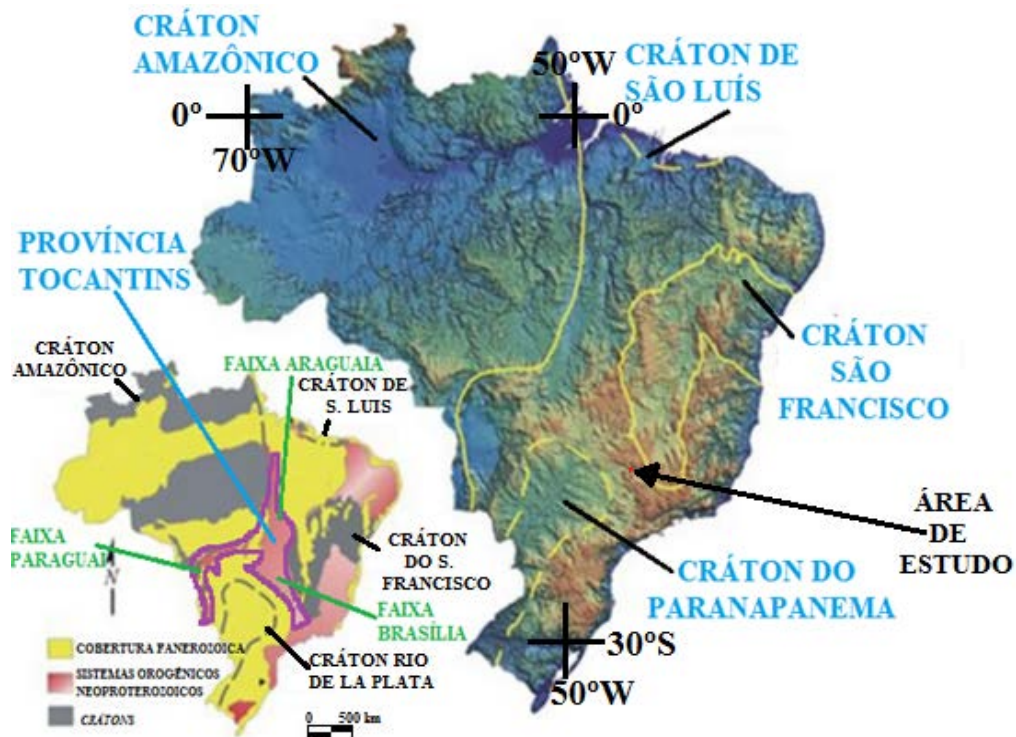 CRÁTON
AMAZÔNICO
50ºW
CRÁTON DE
SÃO LUÍS
0º
0º
70ºW
PROVÍNCIA
TOCANTINS
CRÁTON
SÃO
FRANCISCO
CRÁTON
AMAZÔNICO
FAIXA ARAGUAIA
CRÁTON DE
S. LUIS
ÁREA
DE
ESTUDO
FAIXA
PARAGUAI
N
CRÁTON
DO S.
FRANCISCO
CRÁTON DO
PARANAPANEMA
FAIXA
BRASÍLIA
30ºS
50ºW
COBERTURA FANEROZOICA
SISTEMAS OROGÊNICOS
NEOPROTEROZOICOS
CRÁTONS
CRÁTON RIO
DE LA PLATA
0 500 km